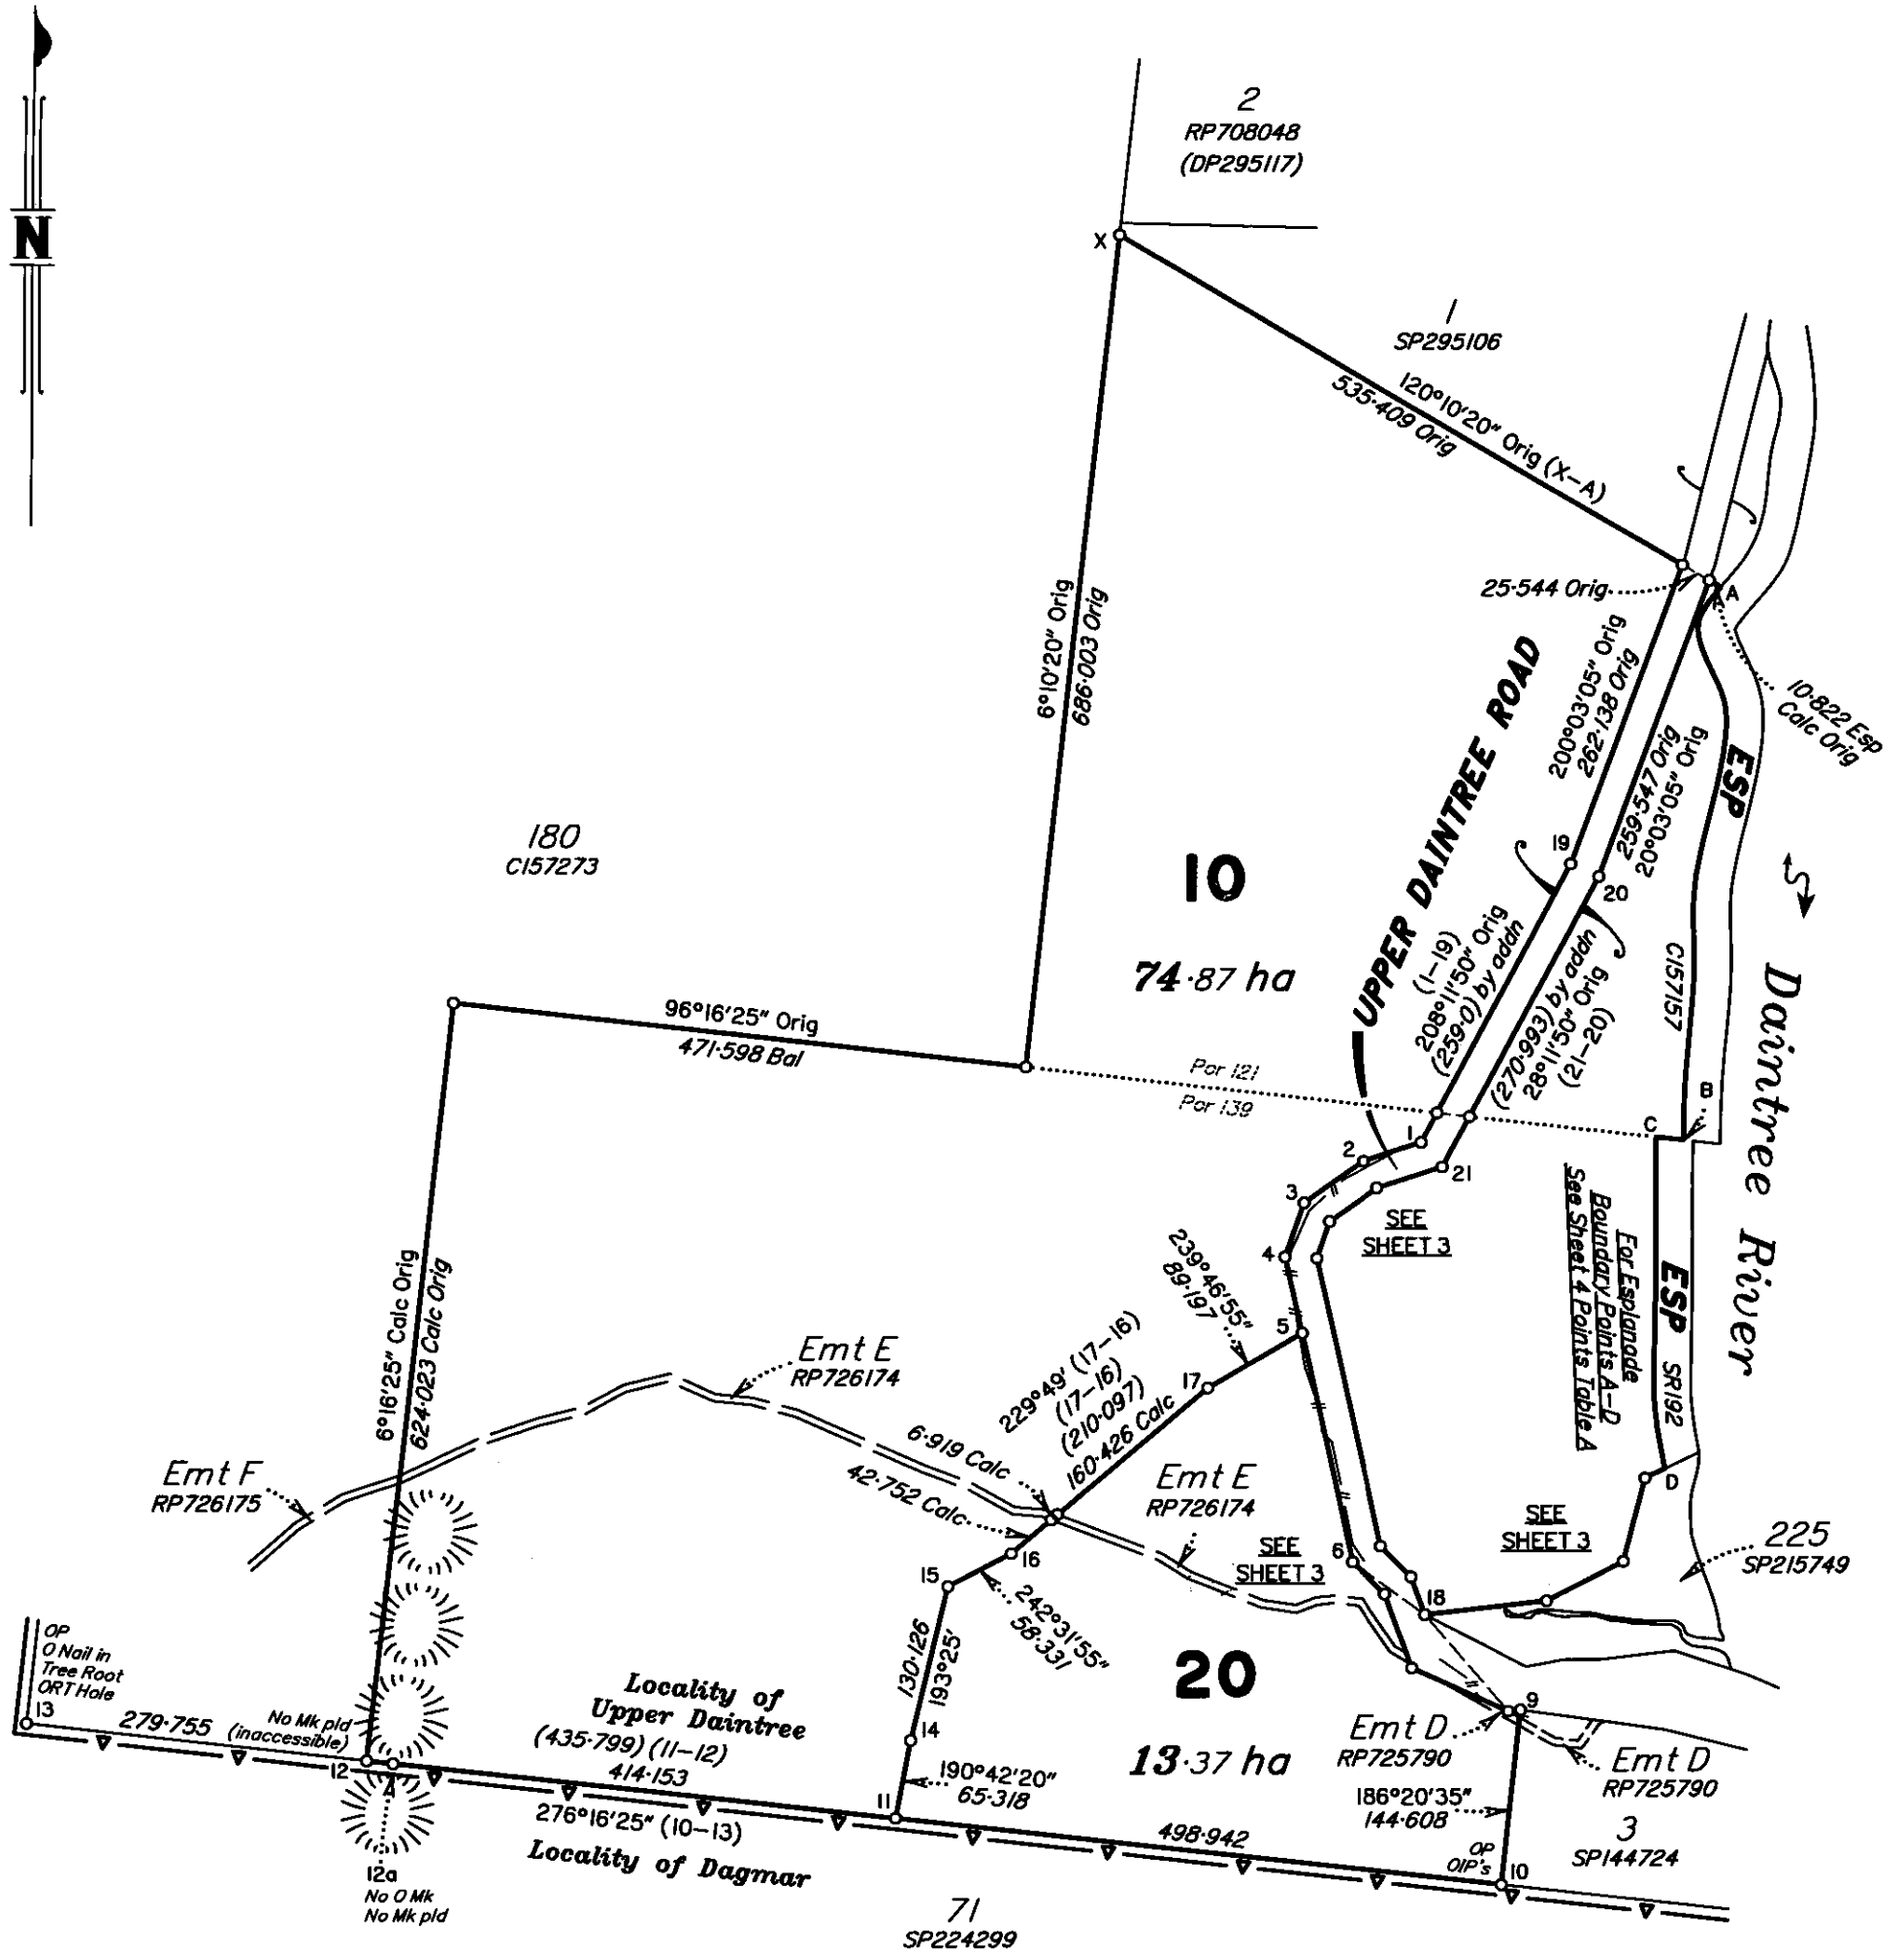 N
2
RP708048
(DP295117)
X
1
SP295106
120°10'20" Orig (X-A)
535·409 Orig
25·544 Orig
A
10·822 Esp
Calc Orig
6°10'20" Orig
686·003 Orig
200°03'05" Orig
262·138 Orig
259·547 Orig
20°03'05" Orig
ESP
UPPER DAINTREE ROAD
19
20
180
C157273
10
74·87 ha
(1-19)
208°11'50" Orig
(259·0) by addn
(270·993) by addn
28°11'50" Orig
(21-20)
C157157
Daintree River
96°16'25" Orig
471·598 Bal
Por 121
Por 139
B
C
1
2
3
4
21
SEE
SHEET 3
For Esplanade
Boundary Points A-D
See Sheet 4 Points Table A
ESP
SR192
239°46'55"
89·197
5
17
6°16'25" Calc Orig
624·023 Calc Orig
Emt E
RP726174
229°49' (17-16)
(17-16)
(210·097)
160·426 Calc
6·919 Calc
42·752 Calc
Emt F
RP726175
Emt E
RP726174
D
SEE
SHEET 3
225
SP215749
SEE
SHEET 3
6
16
15
18
242°31'55"
58·331
130·126
193°25'
OP
O Nail in
Tree Root
ORT Hole
13
279·755
No Mk pld
(inaccessible)
Locality of
Upper Daintree
(435·799) (11-12)
414·153
20
13·37 ha
14
9
Emt D
RP725790
Emt D
RP725790
12
A
11
190°42'20"
65·318
186°20'35"
144·608
276°16'25" (10-13)
Locality of Dagmar
498·942
3
SP144724
OP
OIP's
10
12a
No O Mk
No Mk pld
71
SP224299